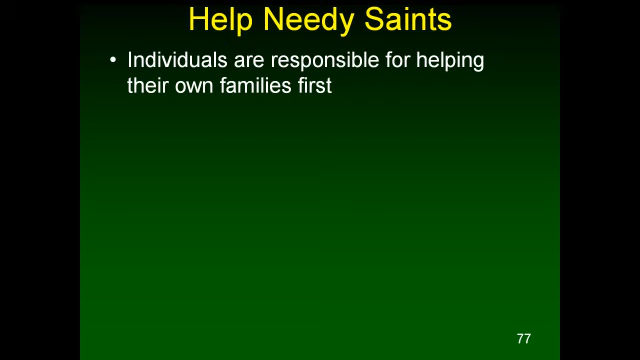 Help Needy Saints
• Individuals are responsible for helping
their own families first
77